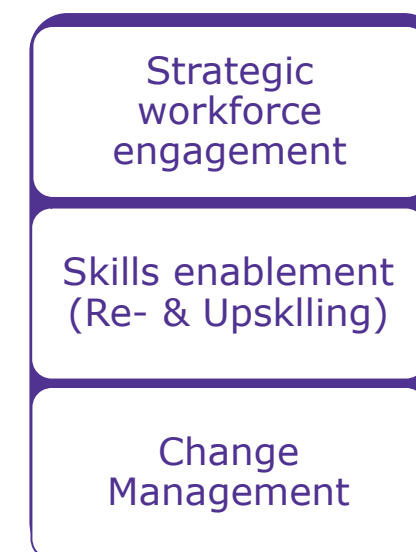 Strategic
workforce
engagement
Skills enablement
(Re- & Upsklling)
Change
Management